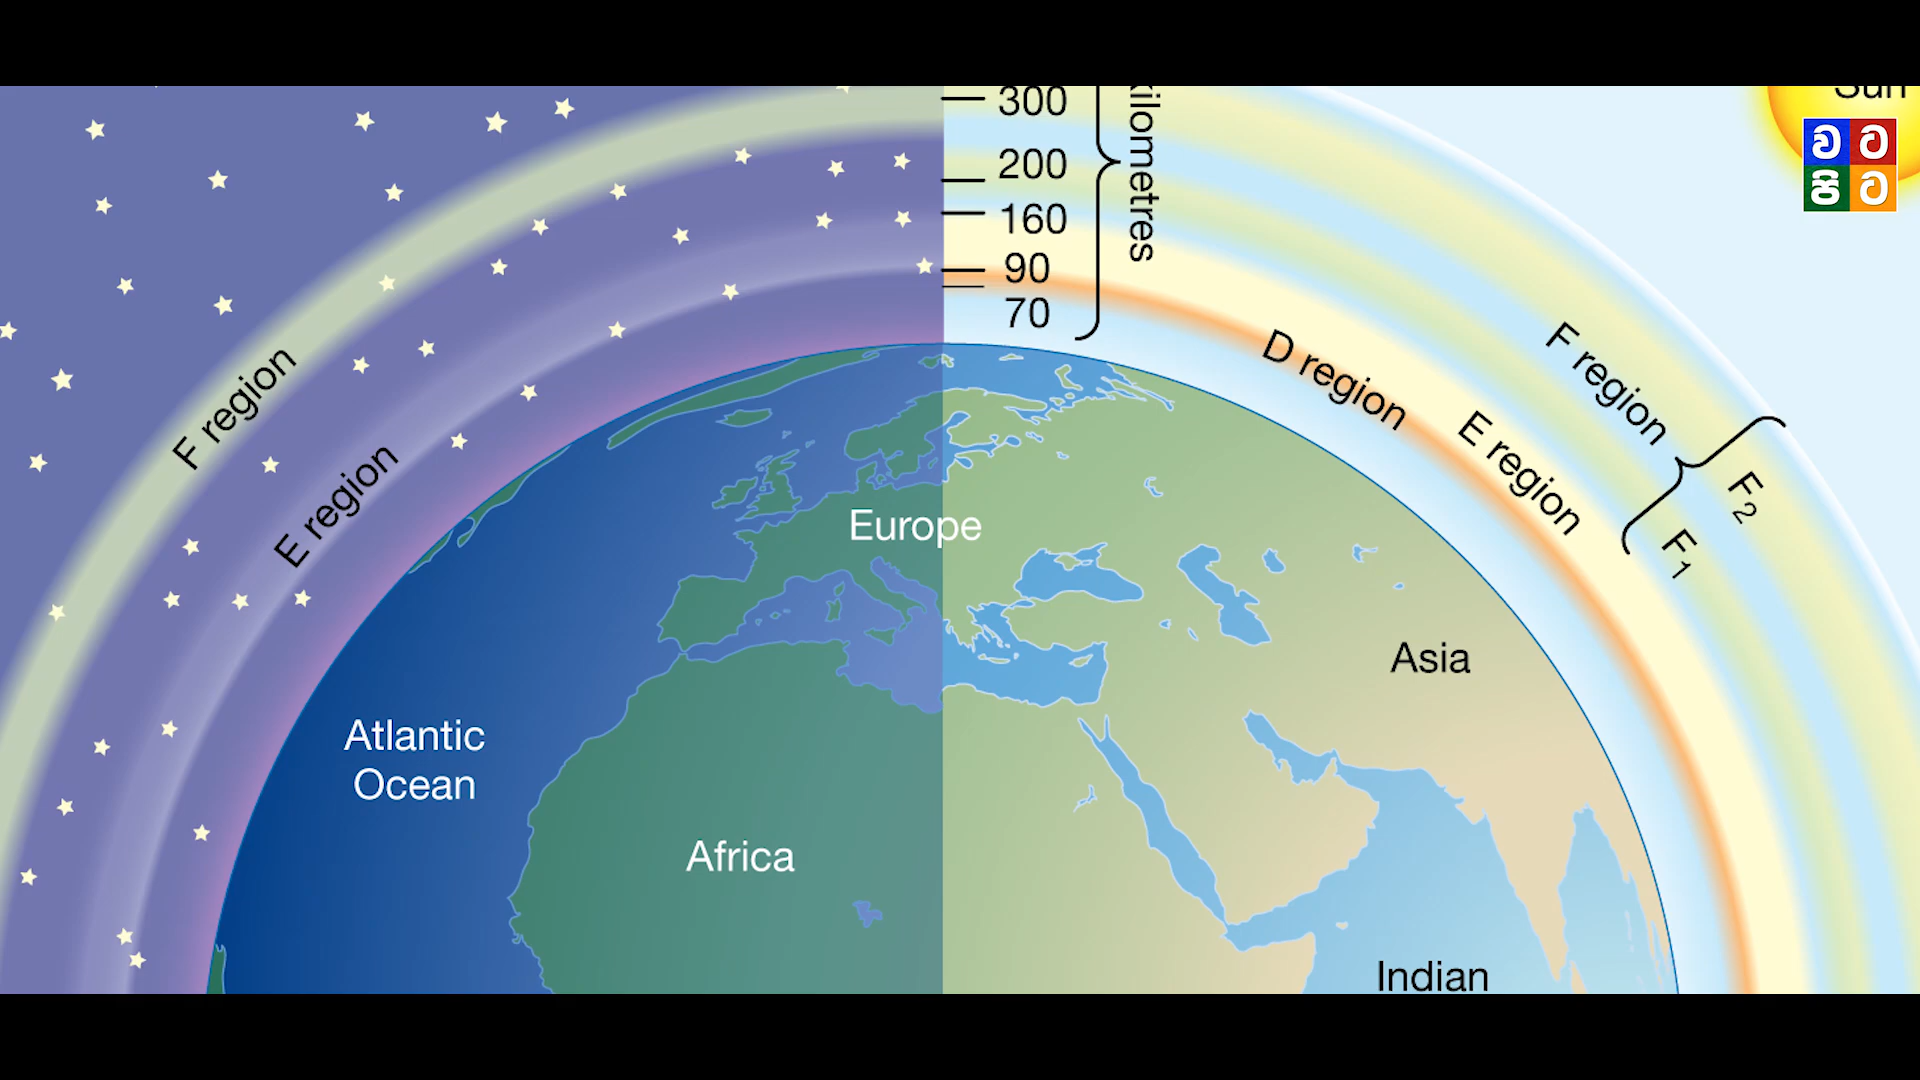 300
200
160
90
70
kilometres
Sun
F region
E region
D region
E region
F region
F2
F1
Europe
Asia
Atlantic
Ocean
Africa
Indian